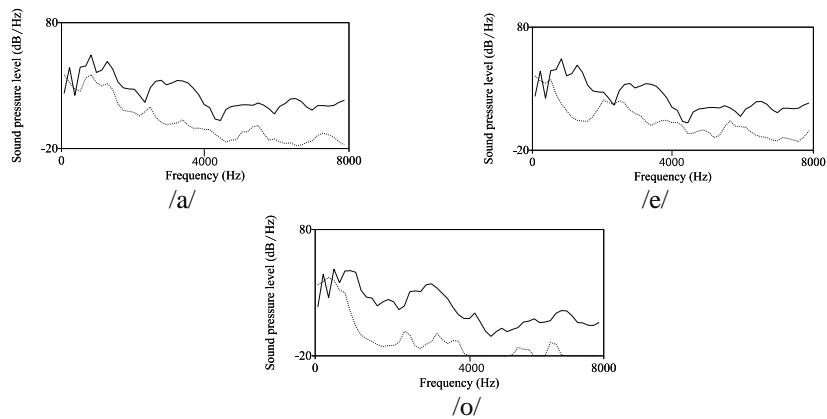 Sound pressure level (dB / Hz)
80
-20
0
4000
8000
Frequency (Hz)
/a/
Sound pressure level (dB / Hz)
80
-20
0
4000
8000
Frequency (Hz)
/e/
Sound pressure level (dB / Hz)
80
-20
0
4000
8000
Frequency (Hz)
/o/